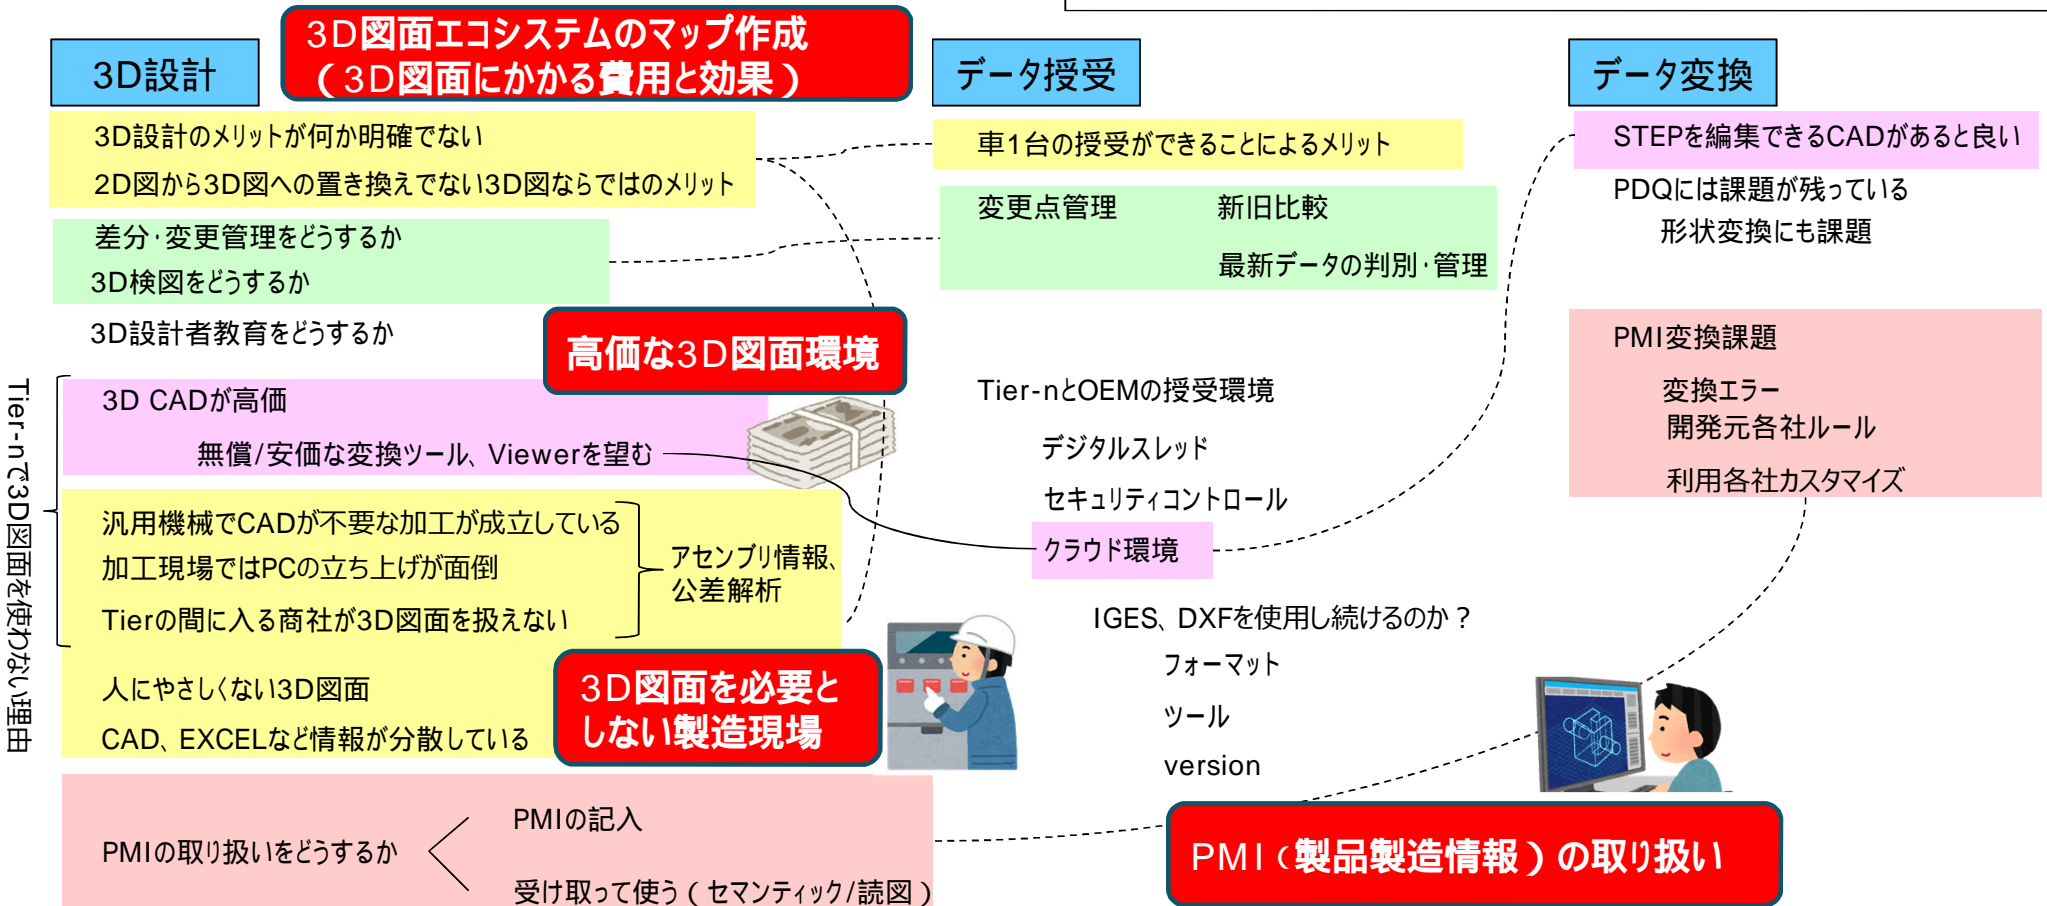 3D図面エコシステムのマップ作成
（3D図面にかかる費用と効果）
3D設計
3D設計のメリットが何か明確でない
2D図から3D図への置き換えでない3D図ならではのメリット
差分・変更管理をどうするか
3D検図をどうするか
3D設計者教育をどうするか
高価な3D図面環境
Tier-nで3D図面を使わない理由
3D CADが高価
無償/安価な変換ツール、Viewerを望む
汎用機械でCADが不要な加工が成立している
加工現場ではPCの立ち上げが面倒
Tierの間に入る商社が3D図面を扱えない
アセンブリ情報、
公差解析
人にやさしくない3D図面
CAD、EXCELなど情報が分散している
3D図面を必要と
しない製造現場
PMIの取り扱いをどうするか
PMIの記入
受け取って使う（セマンティック/読図）
データ授受
車1台の授受ができることによるメリット
変更点管理 新旧比較
最新データの判別・管理
Tier-nとOEMの授受環境
デジタルスレッド
セキュリティコントロール
クラウド環境
IGES、DXFを使用し続けるのか？
フォーマット
ツール
version
データ変換
STEPを編集できるCADがあると良い
PDQには課題が残っている
形状変換にも課題
PMI変換課題
変換エラー
開発元各社ルール
利用各社カスタマイズ
PMI（製品製造情報）の取り扱い